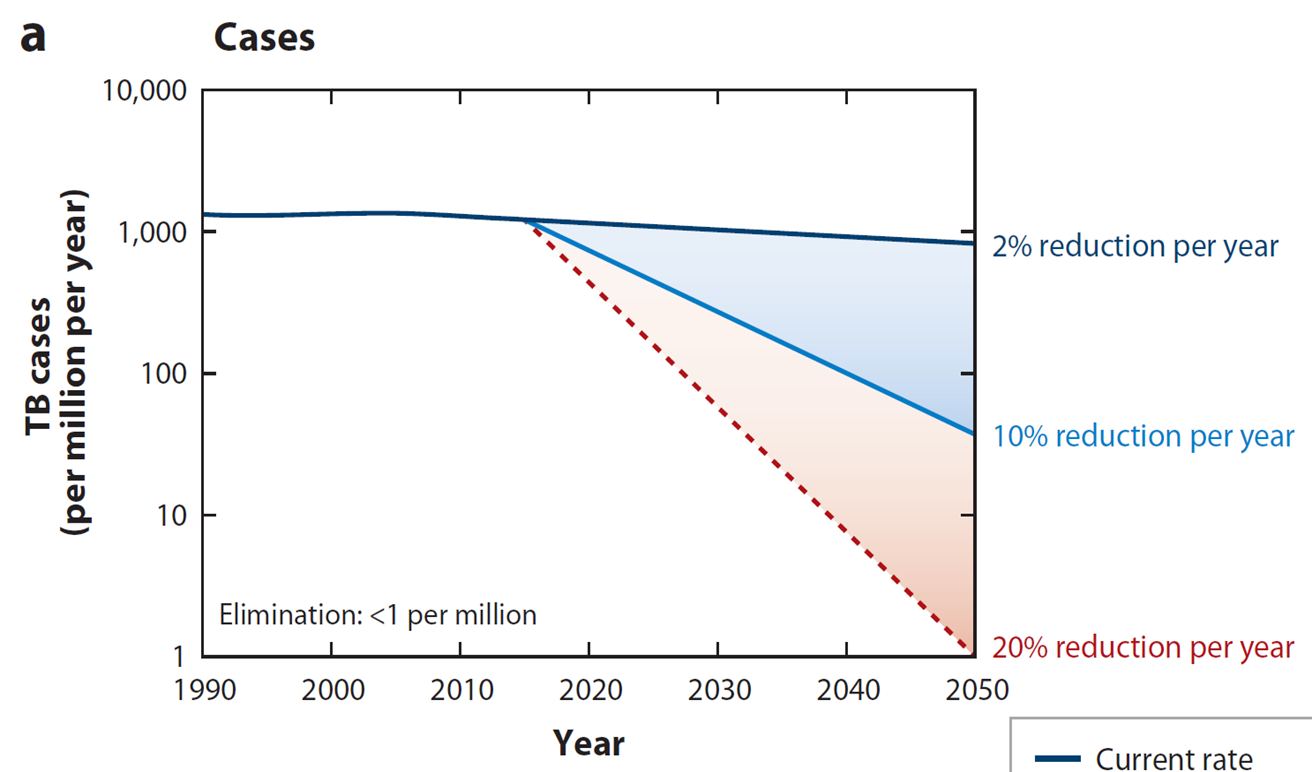 a
Cases
10,000
1,000
100
10
1
TB cases
(per million per year)
2% reduction per year
10% reduction per year
20% reduction per year
Elimination: <1 per million
1990 2000 2010 2020 2030 2040 2050
Year
Current rate